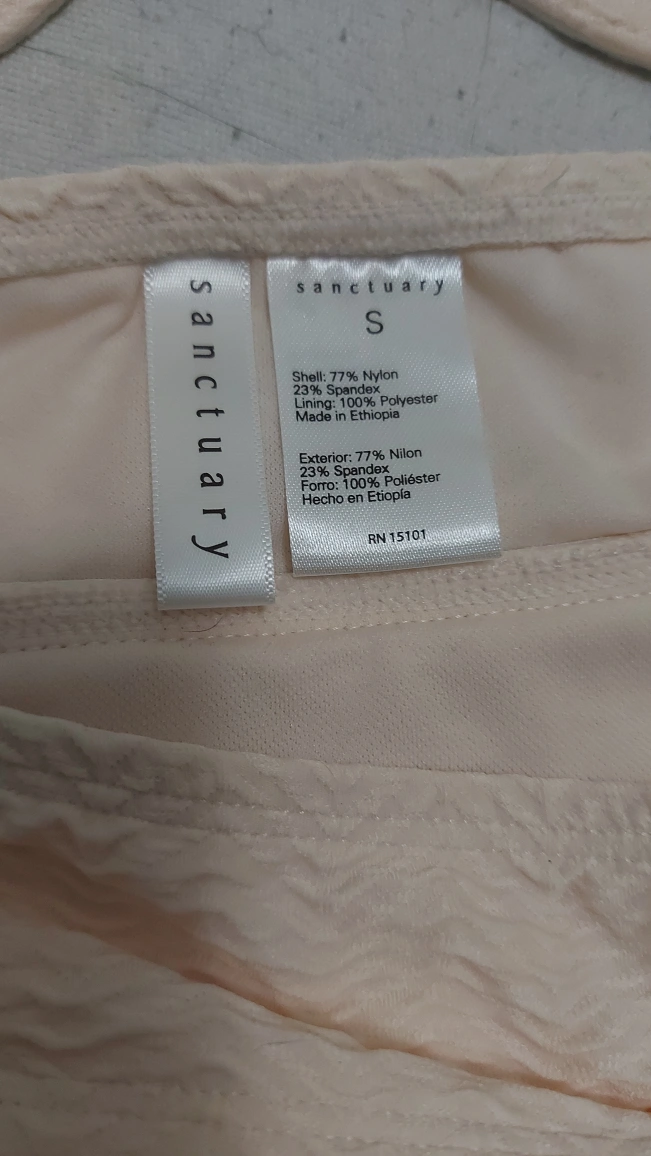 sanctuary
sanctuary
S
Shell: 77% Nylon
23% Spandex
Lining: 100% Polyester
Made in Ethiopia
Exterior: 77% Nilon
23% Spandex
Forro: 100% Poliéster
Hecho en Etiopía
RN 15101